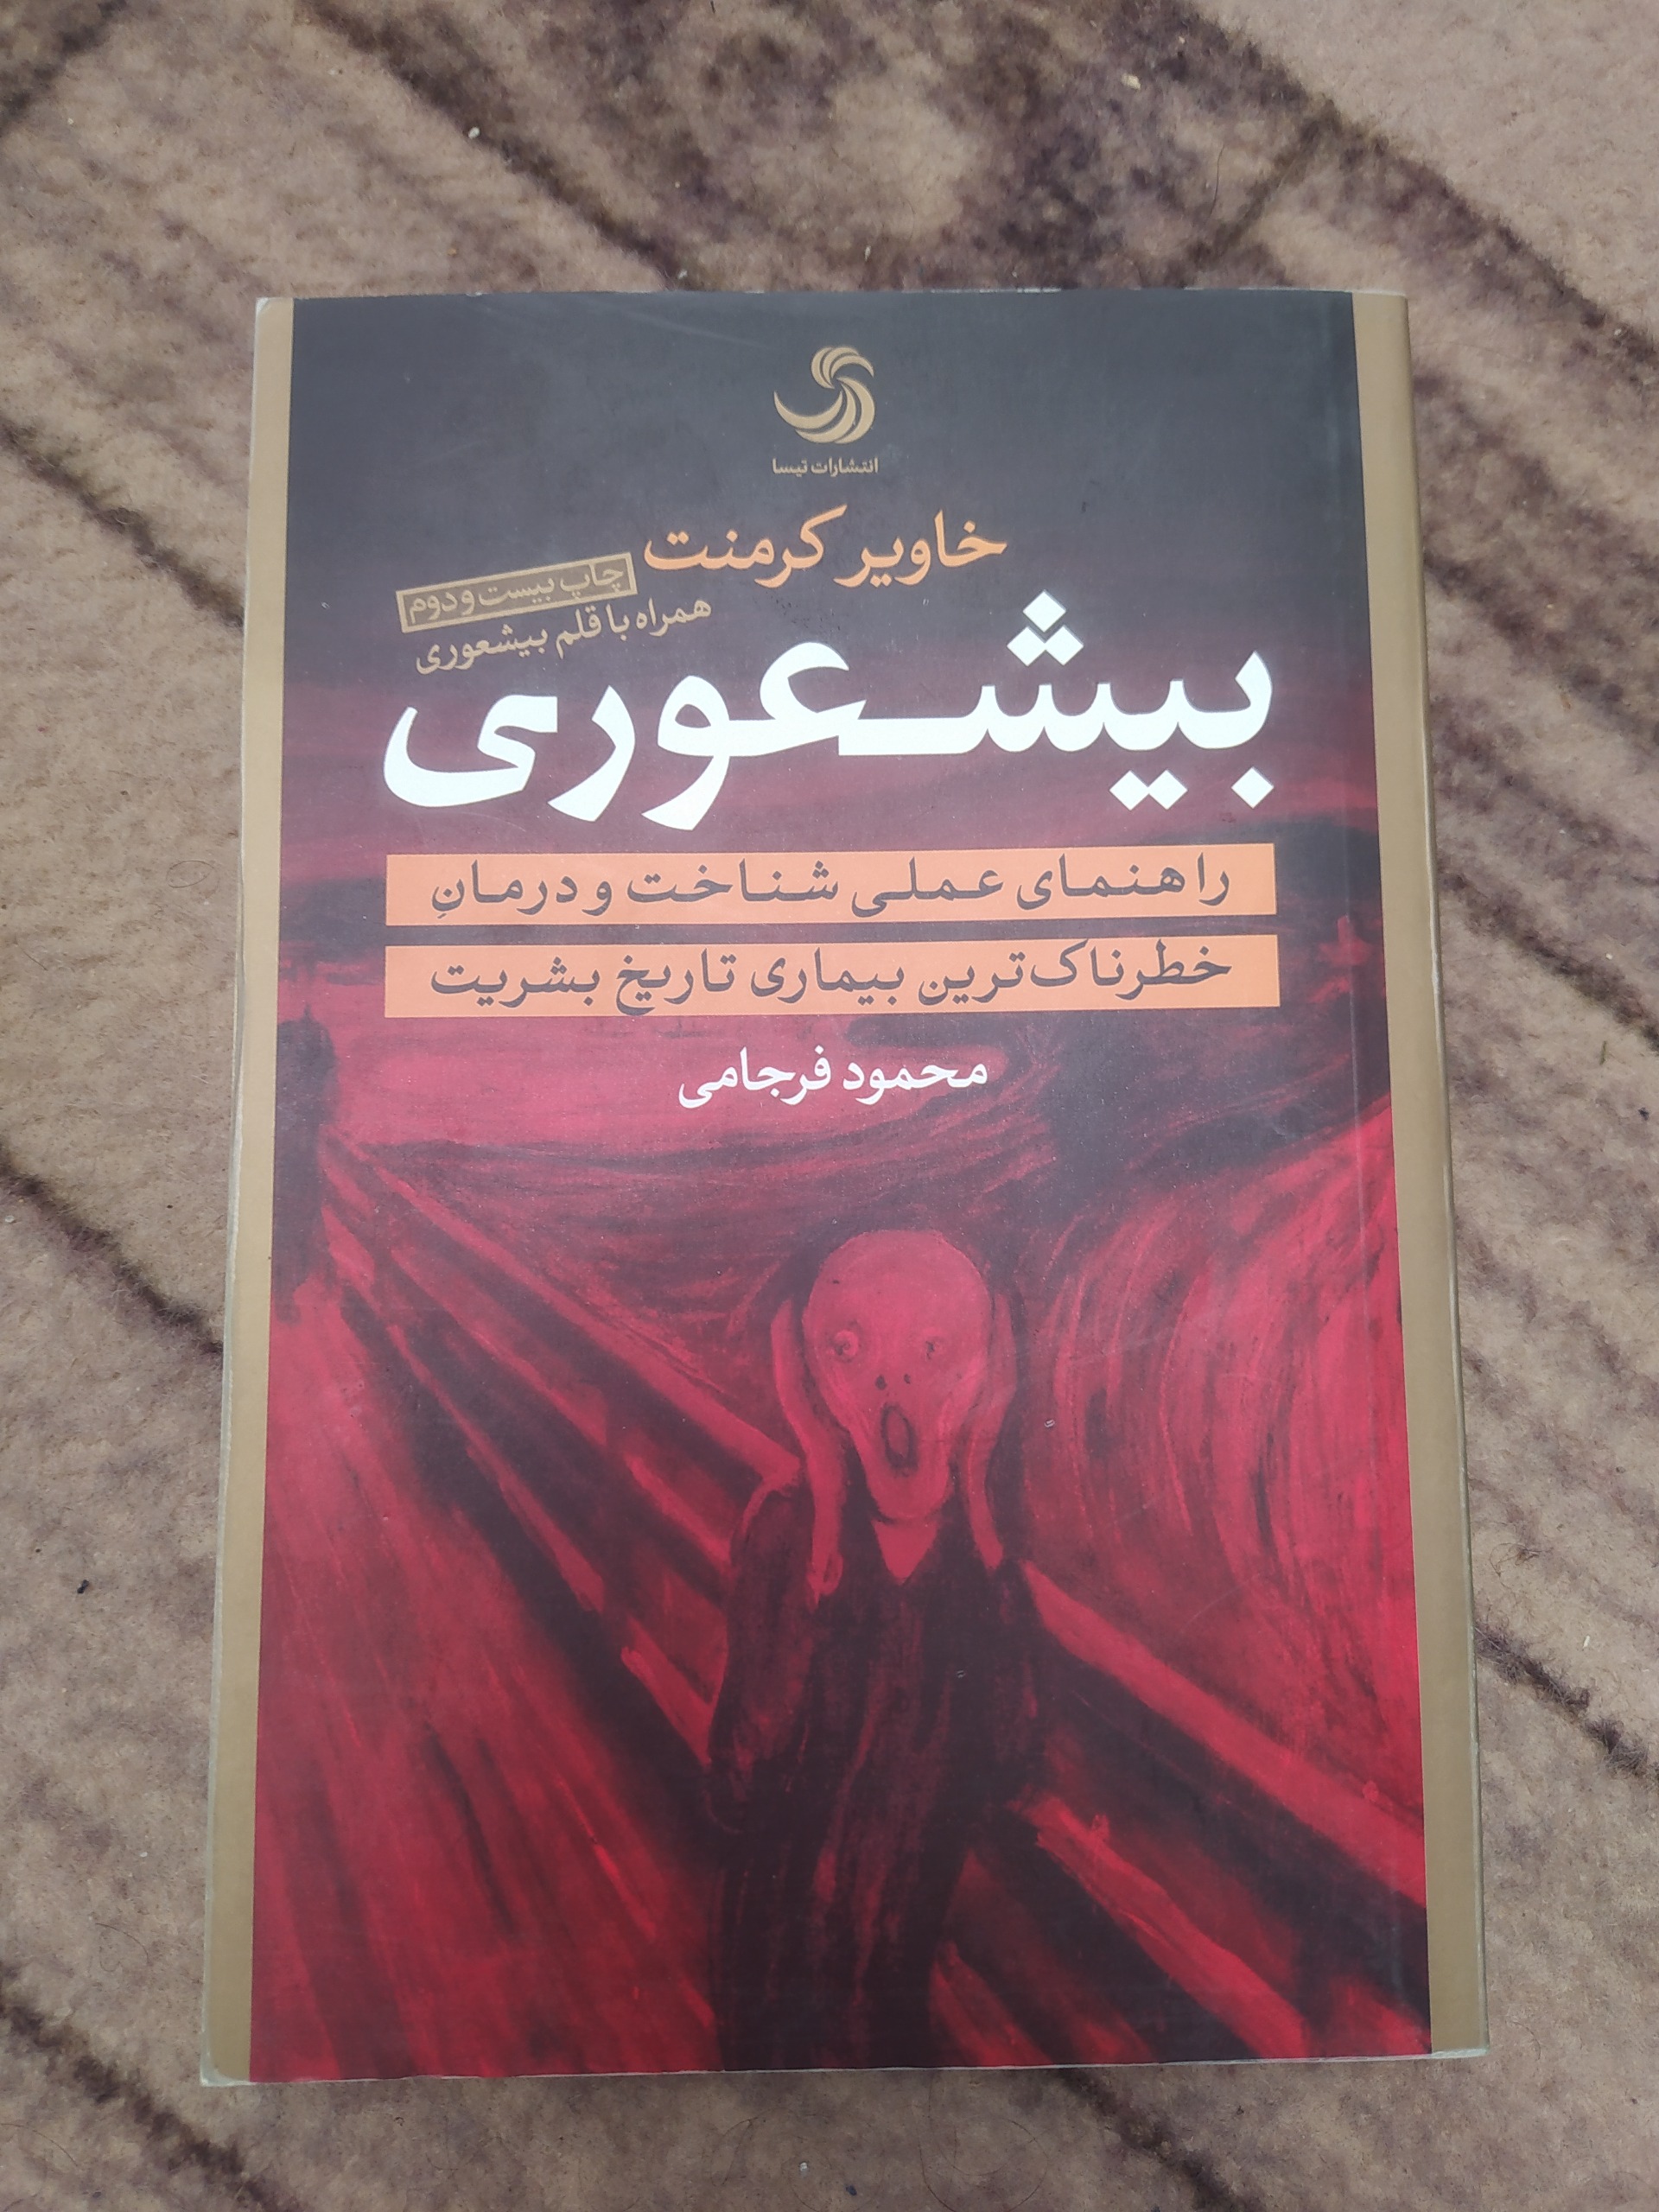 انتشارات تیسا
خاویر کرمنت
چاپ بیست و دوم
همراه با قلم بیشعوری
بیشعوری
راهنمای عملی شناخت و درمانِ
خطرناک‌ترین بیماری تاریخ بشریت
محمود فرجامی